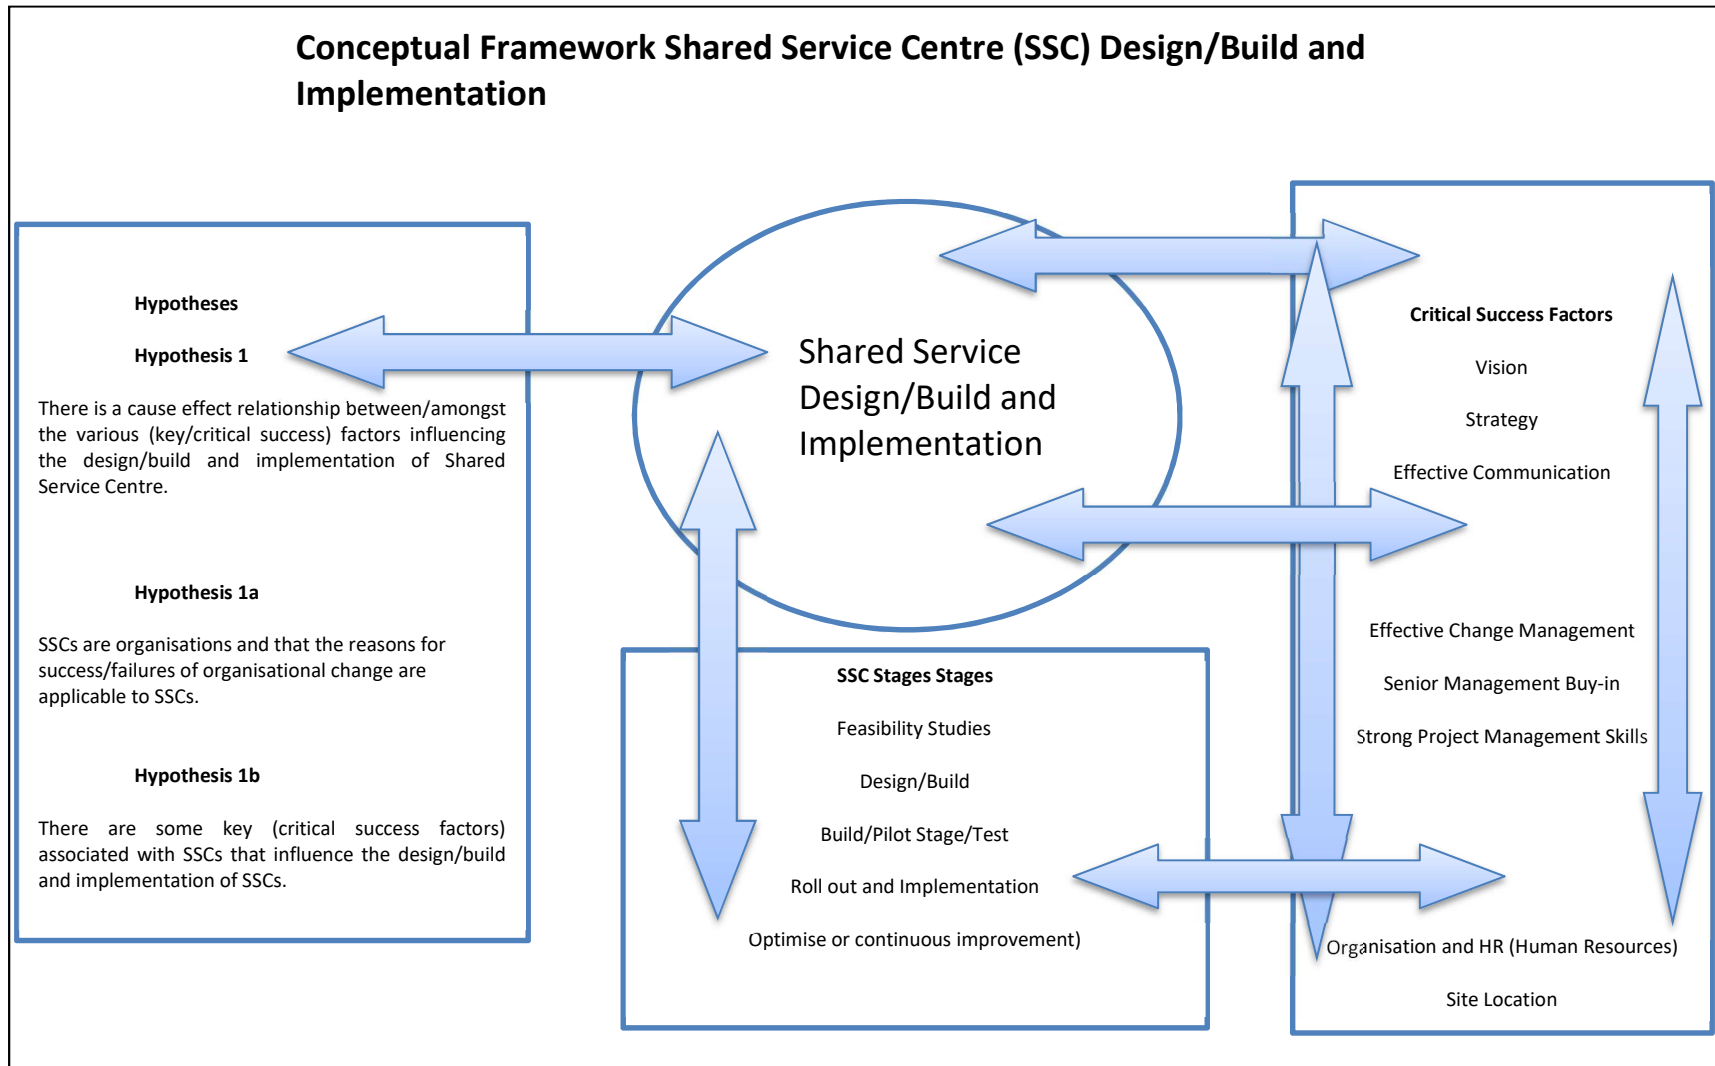 Conceptual Framework Shared Service Centre (SSC) Design/Build and
Implementation
Hypotheses
Hypothesis 1
There is a cause effect relationship between/amongst
the various (key/critical success) factors influencing
the design/build and implementation of Shared
Service Centre.
Hypothesis 1a
SSCs are organisations and that the reasons for
success/failures of organisational change are
applicable to SSCs.
Hypothesis 1b
There are some key (critical success factors)
associated with SSCs that influence the design/build
and implementation of SSCs.
Shared Service
Design/Build and
Implementation
SSC Stages Stages
Feasibility Studies
Design/Build
Build/Pilot Stage/Test
Roll out and Implementation
Optimise or continuous improvement)
Critical Success Factors
Vision
Strategy
Effective Communication
Effective Change Management
Senior Management Buy-in
Strong Project Management Skills
Organisation and HR (Human Resources)
Site Location